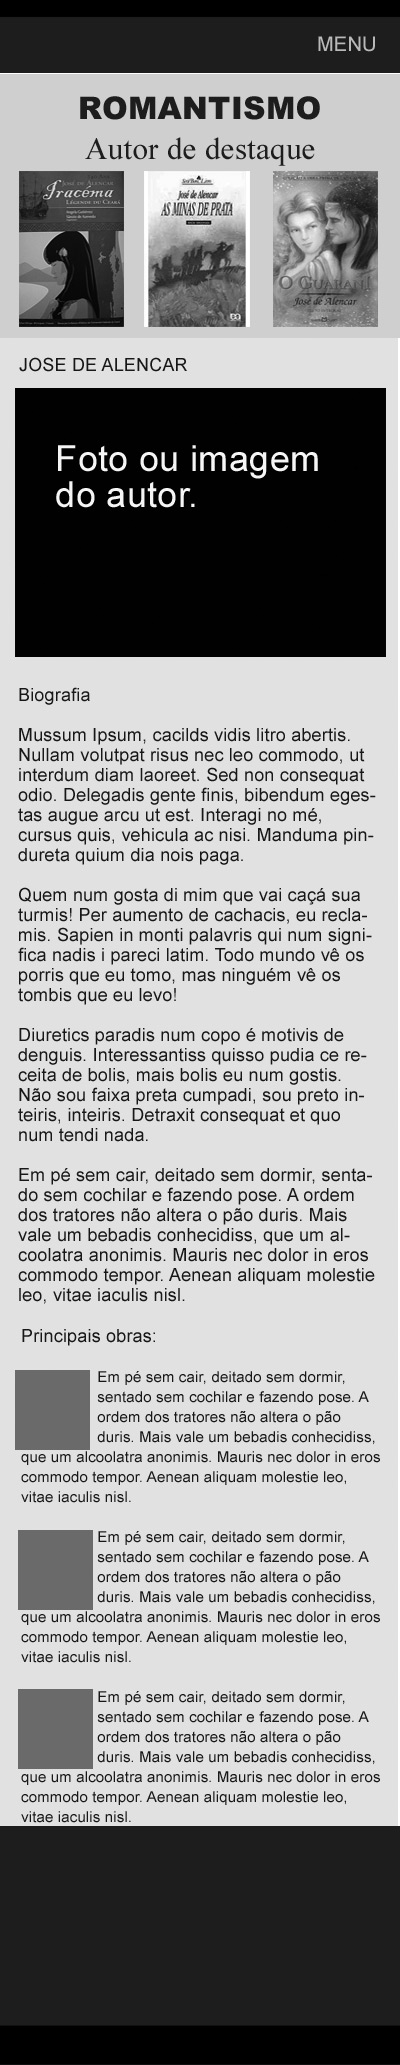 MENU
ROMANTISMO
Autor de destaque
JOSÉ DE ALENCAR
Iracema
LÉGENDE DU CEARÁ
José de Alencar
AS MINAS DE PRATA
O GUARANI
José de Alencar
JOSE DE ALENCAR
Foto ou imagem
do autor.
Biografia
Mussum Ipsum, cacilds vidis litro abertis.
Nullam volutpat risus nec leo commodo, ut
interdum diam laoreet. Sed non consequat
odio. Delegadis gente finis, bibendum eges-
tas augue arcu ut est. Interagi no mé,
cursus quis, vehicula ac nisi. Manduma pin-
dureta quium dia nois paga.
Quem num gosta di mim que vai caçá sua
turmis! Per aumento de cachacis, eu recla-
mis. Sapien in monti palavris qui num signi-
fica nadis i pareci latim. Todo mundo vê os
porris que eu tomo, mas ninguém vê os
tombis que eu levo!
Diuretics paradis num copo é motivis de
denguis. Interessantiss quisso pudia ce re-
ceita de bolis, mais bolis eu num gostis.
Não sou faixa preta cumpadi, sou preto in-
teiris, inteiris. Detraxit consequat et quo
num tendi nada.
Em pé sem cair, deitado sem dormir, senta-
do sem cochilar e fazendo pose. A ordem
dos tratores não altera o pão duris. Mais
vale um bebadis conhecidiss, que um al-
coolatra anonimis. Mauris nec dolor in eros
commodo tempor. Aenean aliquam molestie
leo, vitae iaculis nisl.
Principais obras:
Em pé sem cair, deitado sem dormir,
sentado sem cochilar e fazendo pose. A
ordem dos tratores não altera o pão
duris. Mais vale um bebadis conhecidiss,
que um alcoolatra anonimis. Mauris nec dolor in eros
commodo tempor. Aenean aliquam molestie leo,
vitae iaculis nisl.
Em pé sem cair, deitado sem dormir,
sentado sem cochilar e fazendo pose. A
ordem dos tratores não altera o pão
duris. Mais vale um bebadis conhecidiss,
que um alcoolatra anonimis. Mauris nec dolor in eros
commodo tempor. Aenean aliquam molestie leo,
vitae iaculis nisl.
Em pé sem cair, deitado sem dormir,
sentado sem cochilar e fazendo pose. A
ordem dos tratores não altera o pão
duris. Mais vale um bebadis conhecidiss,
que um alcoolatra anonimis. Mauris nec dolor in eros
commodo tempor. Aenean aliquam molestie leo,
vitae iaculis nisl.